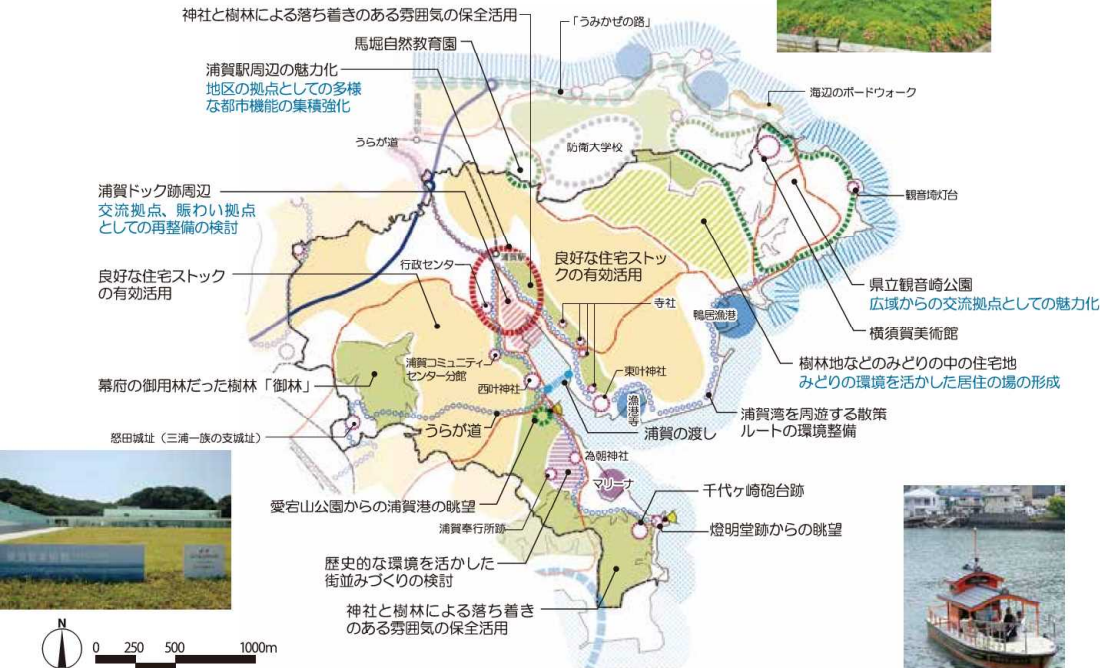 神社と樹林による落ち着きのある雰囲気の保全活用
「うみかぜの路」
馬堀自然教育園
浦賀駅周辺の魅力化
地区の拠点としての多様
な都市機能の集積強化
海辺のボードウォーク
馬堀海岸駅
うらが道
防衛大学校
浦賀ドック跡周辺
交流拠点、賑わい拠点
としての再整備の検討
観音埼灯台
浦賀駅
行政センター
良好な住宅ストッ
クの有効活用
良好な住宅ストック
の有効活用
寺社
鴨居漁港
県立観音崎公園
広域からの交流拠点としての魅力化
横須賀美術館
浦賀コミュニティ
センター分館
東叶神社
樹林地などのみどりの中の住宅地
みどりの環境を活かした居住の場の形成
幕府の御用林だった樹林「御林」
西叶神社
漁港寺
浦賀湾を周遊する散策
ルートの環境整備
うらが道
浦賀の渡し
怒田城址（三浦一族の支城址）
為朝神社
マリーナ
千代ヶ崎砲台跡
愛宕山公園からの浦賀港の眺望
浦賀奉行所跡
燈明堂跡からの眺望
歴史的な環境を活かした
街並みづくりの検討
神社と樹林による落ち着き
のある雰囲気の保全活用
N
0 250 500 1000m